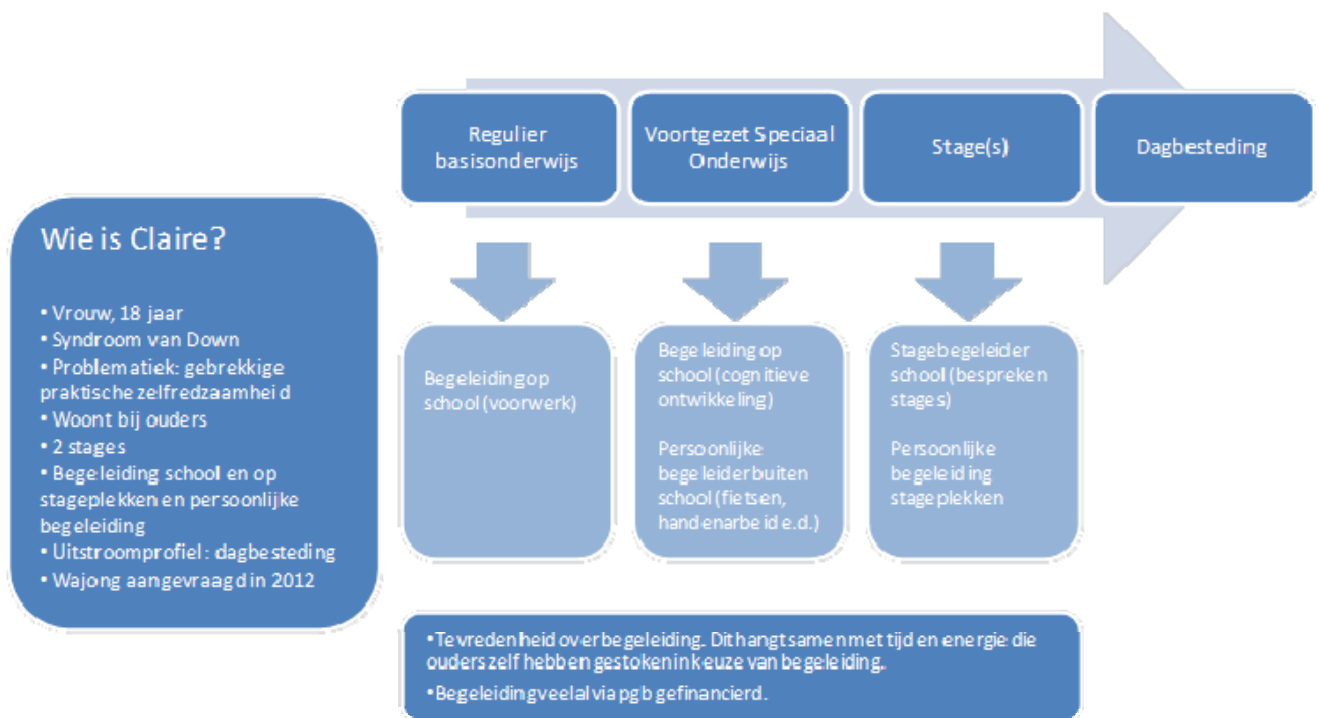 Regulier
basisonderwijs
Voortgezet Speciaal
Onderwijs
Stage(s)
Dagbesteding
Wie is Claire?
• Vrouw, 18 jaar
• Syndroom van Down
• Problematiek: gebrekkige
praktische zelfredzaamheid
• Woont bij ouders
• 2 stages
• Begeleiding school en op
stageplekken en persoonlijke
begeleiding
• Uitstroomprofiel: dagbesteding
• Wajong aangevraagd in 2012
Begeleiding op
school (voorwerk)
Begeleiding op
school (cognitieve
ontwikkeling)
Persoonlijke
begeleider buiten
school (fietsen,
handenarbeid e.d.)
Stagebegeleider
school (bespreken
stages)
Persoonlijke
begeleiding
stageplekken
•Tevredenheid over begeleiding. Dit hangt samen met tijd en energie die
ouders zelf hebben gestoken in keuze van begeleiding.
•Begeleiding veelal via pgb gefinancierd.